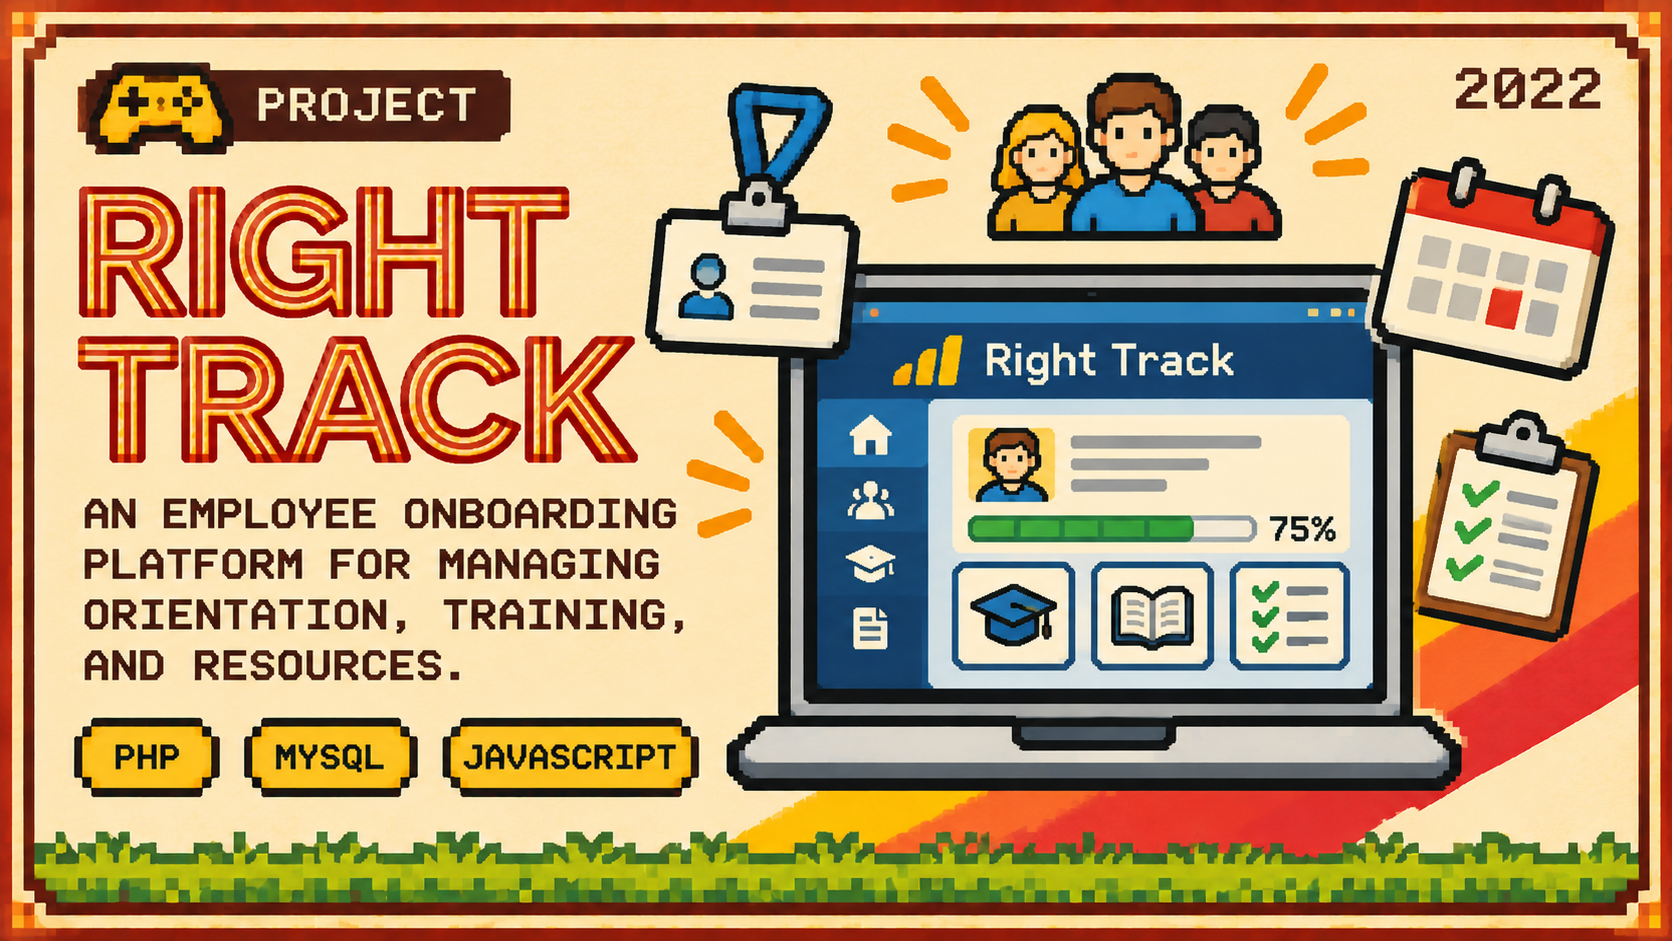 PROJECT
2022
RIGHT
TRACK
AN EMPLOYEE ONBOARDING
PLATFORM FOR MANAGING
ORIENTATION, TRAINING,
AND RESOURCES.
PHP
MYSQL
JAVASCRIPT
Right Track
75%